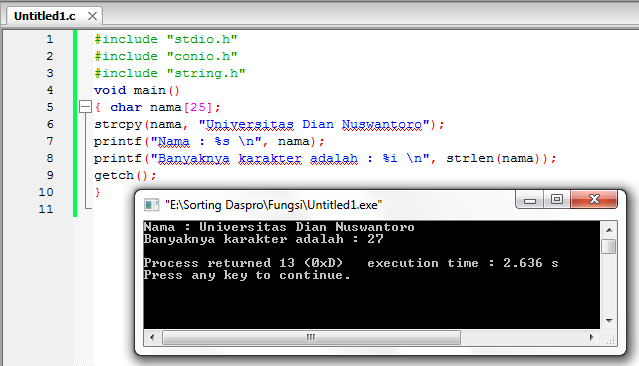 Untitled1.c
1 #include "stdio.h"
2 #include "conio.h"
3 #include "string.h"
4 void main()
5 { char nama[25];
6 strcpy(nama, "Universitas Dian Nuswantoro");
7 printf("Nama : %s \n", nama);
8 printf("Banyaknya karakter adalah : %i \n", strlen(nama));
9 getch();
10 }
11
"E:\Sorting Daspro\Fungsi\Untitled1.exe"
Nama : Universitas Dian Nuswantoro
Banyaknya karakter adalah : 27
Process returned 13 (0xD)   execution time : 2.636 s
Press any key to continue.